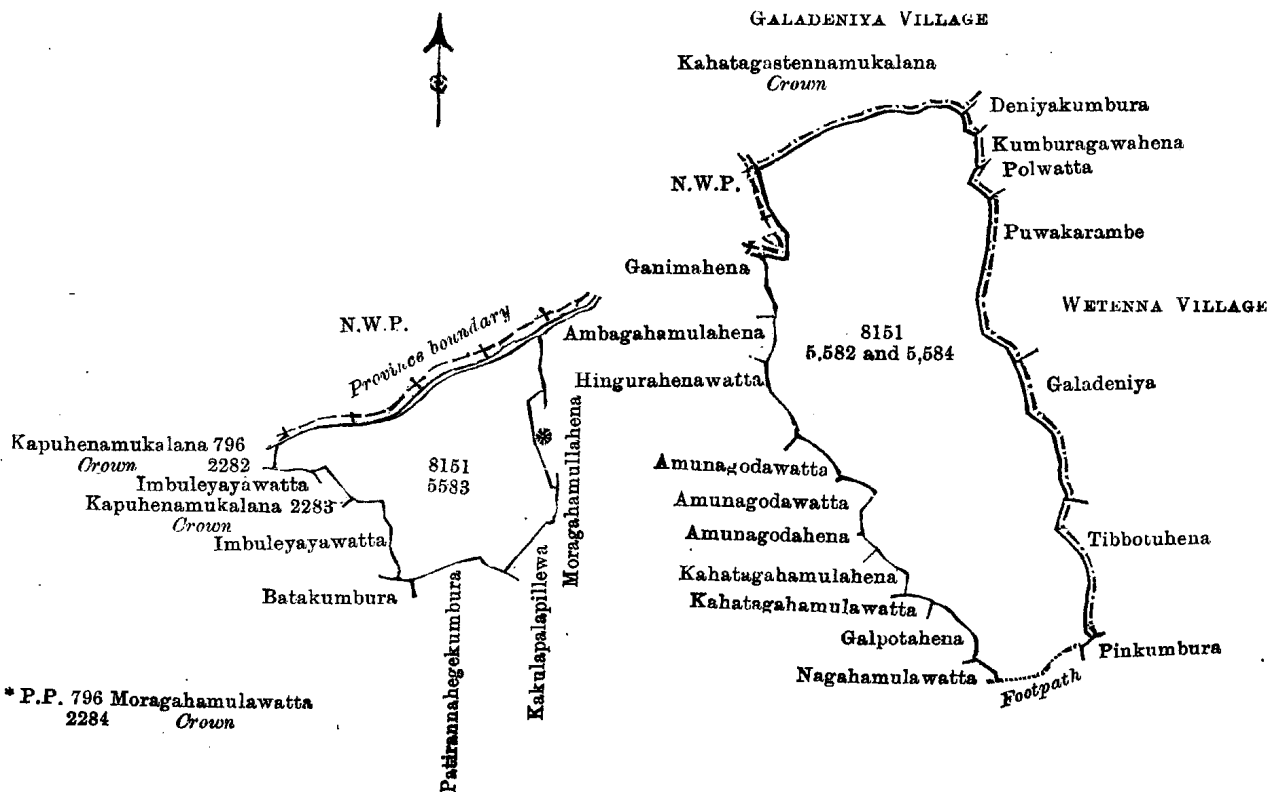 GALADENIYA VILLAGE
Kahatagastennamukalana
Crown
Deniyakumbura
Kumburagawahena
Polwatta
N.W.P.
Puwakarambe
Ganimahena
WETENNA VILLAGE
N.W.P.
Province boundary
Ambagahamulahena
8151
5,582 and 5,584
Hingurahenawatta
Galadeniya
Kapuhenamukalana 796
Crown 2282
Imbuleyayawatta
Kapuhenamukalana 2283
Crown
Imbuleyayawatta
Batakumbura
8151
5583
*
Moragahamullahena
Kakulapalapillewa
Patirannahegekumbura
Amunagodawatta
Amunagodawatta
Amunagodahena
Tibbotuhena
Kahatagahamulahena
Kahatagahamulawatta
Galpotahena
Nagahamulawatta
Footpath
Pinkumbura
* P.P. 796 Moragahamulawatta
2284 Crown